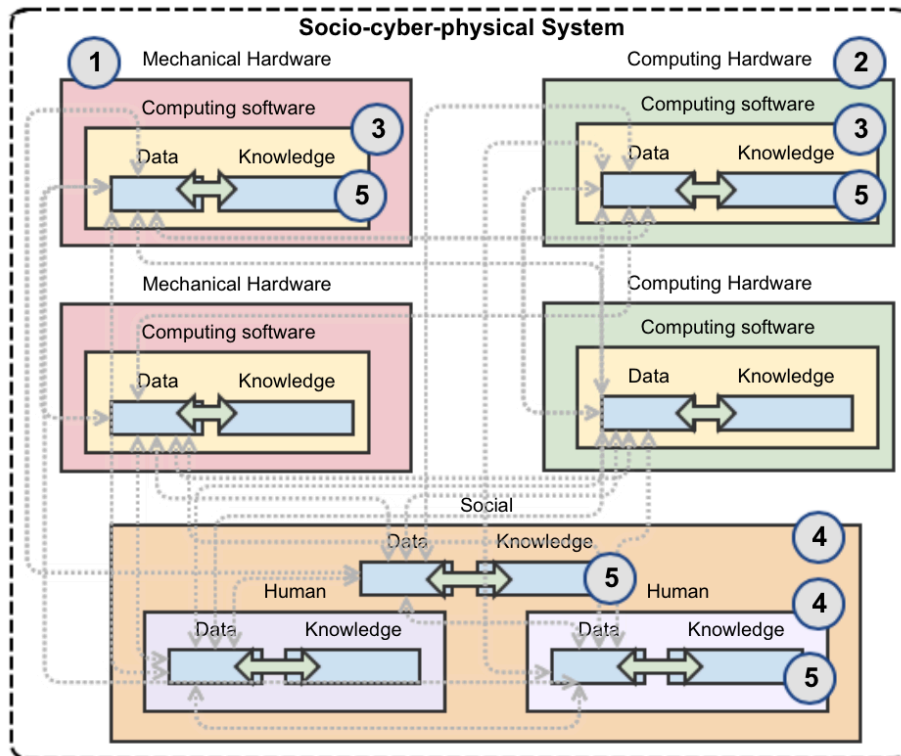 Socio-cyber-physical System
1
Mechanical Hardware
Computing Hardware
2
Computing software
Computing software
3
3
Data
Knowledge
Data
Knowledge
5
5
Mechanical Hardware
Computing Hardware
Computing software
Computing software
Data
Knowledge
Data
Knowledge
Social
4
Data
Knowledge
5
Human
Human
4
Data
Knowledge
Data
Knowledge
5